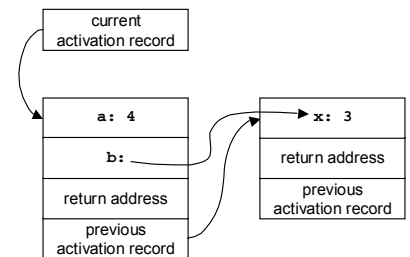 current
activation record
a: 4
b:
return address
previous
activation record
x: 3
return address
previous
activation record